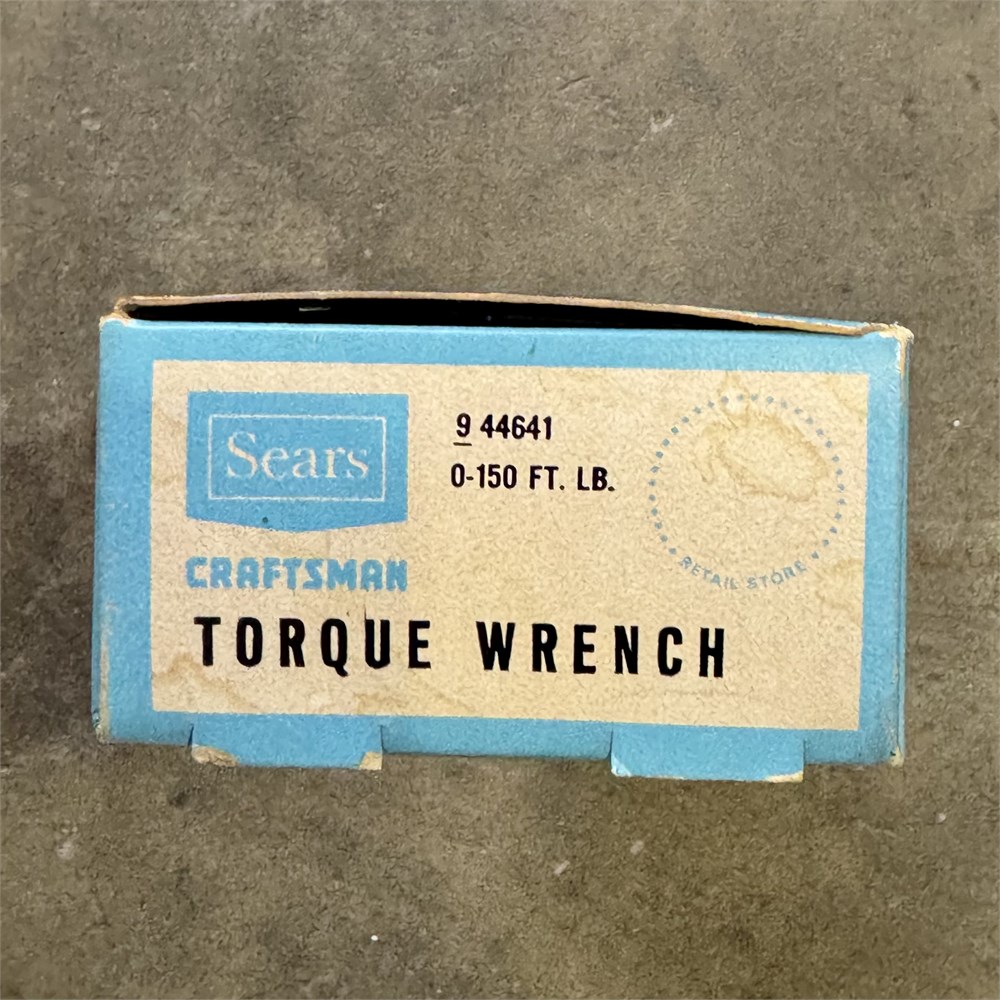 Sears
CRAFTSMAN
9 44641
0-150 FT. LB.
RETAIL STORE
TORQUE WRENCH